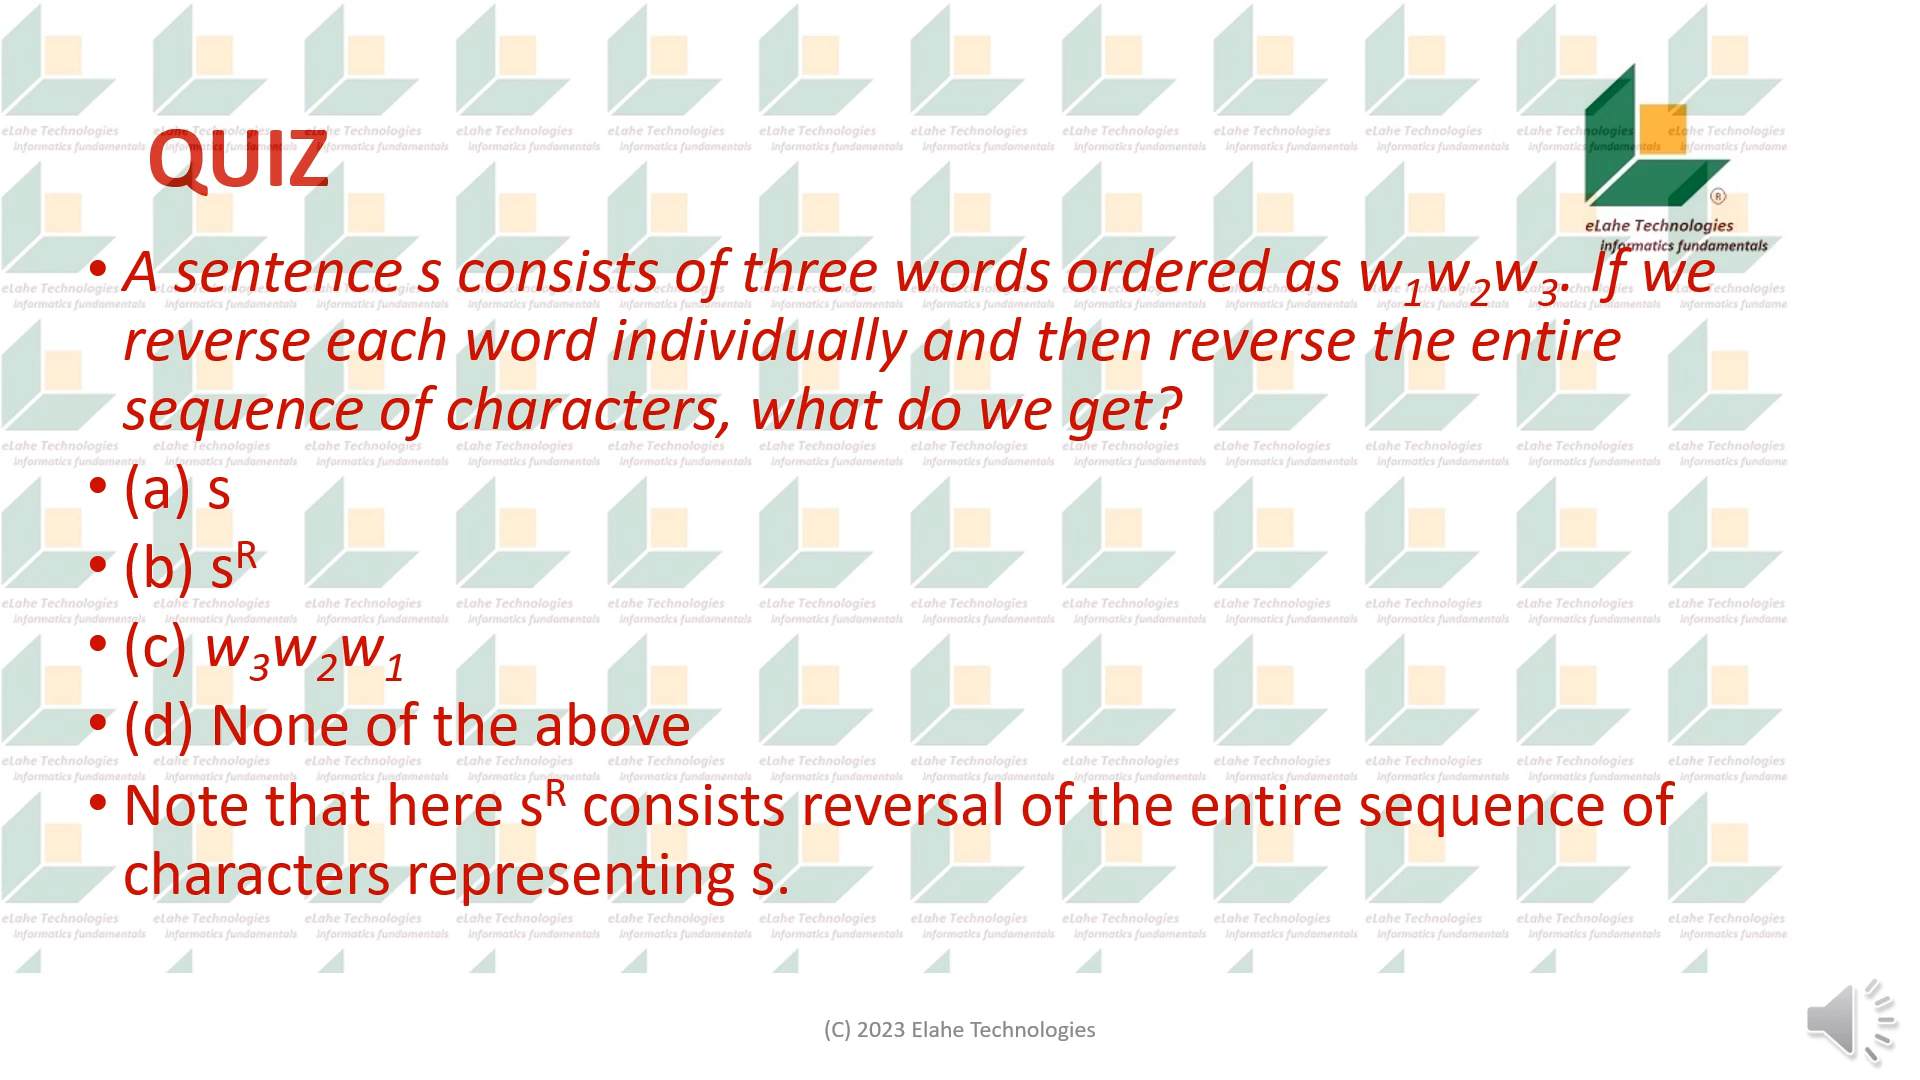 QUIZ
eLahe Technologies
informatics fundamentals
• A sentence s consists of three words ordered as w₁w₂w₃. If we
reverse each word individually and then reverse the entire
sequence of characters, what do we get?
• (a) s
• (b) sᴿ
• (c) w₃w₂w₁
• (d) None of the above
• Note that here sᴿ consists reversal of the entire sequence of
characters representing s.
(C) 2023 Elahe Technologies